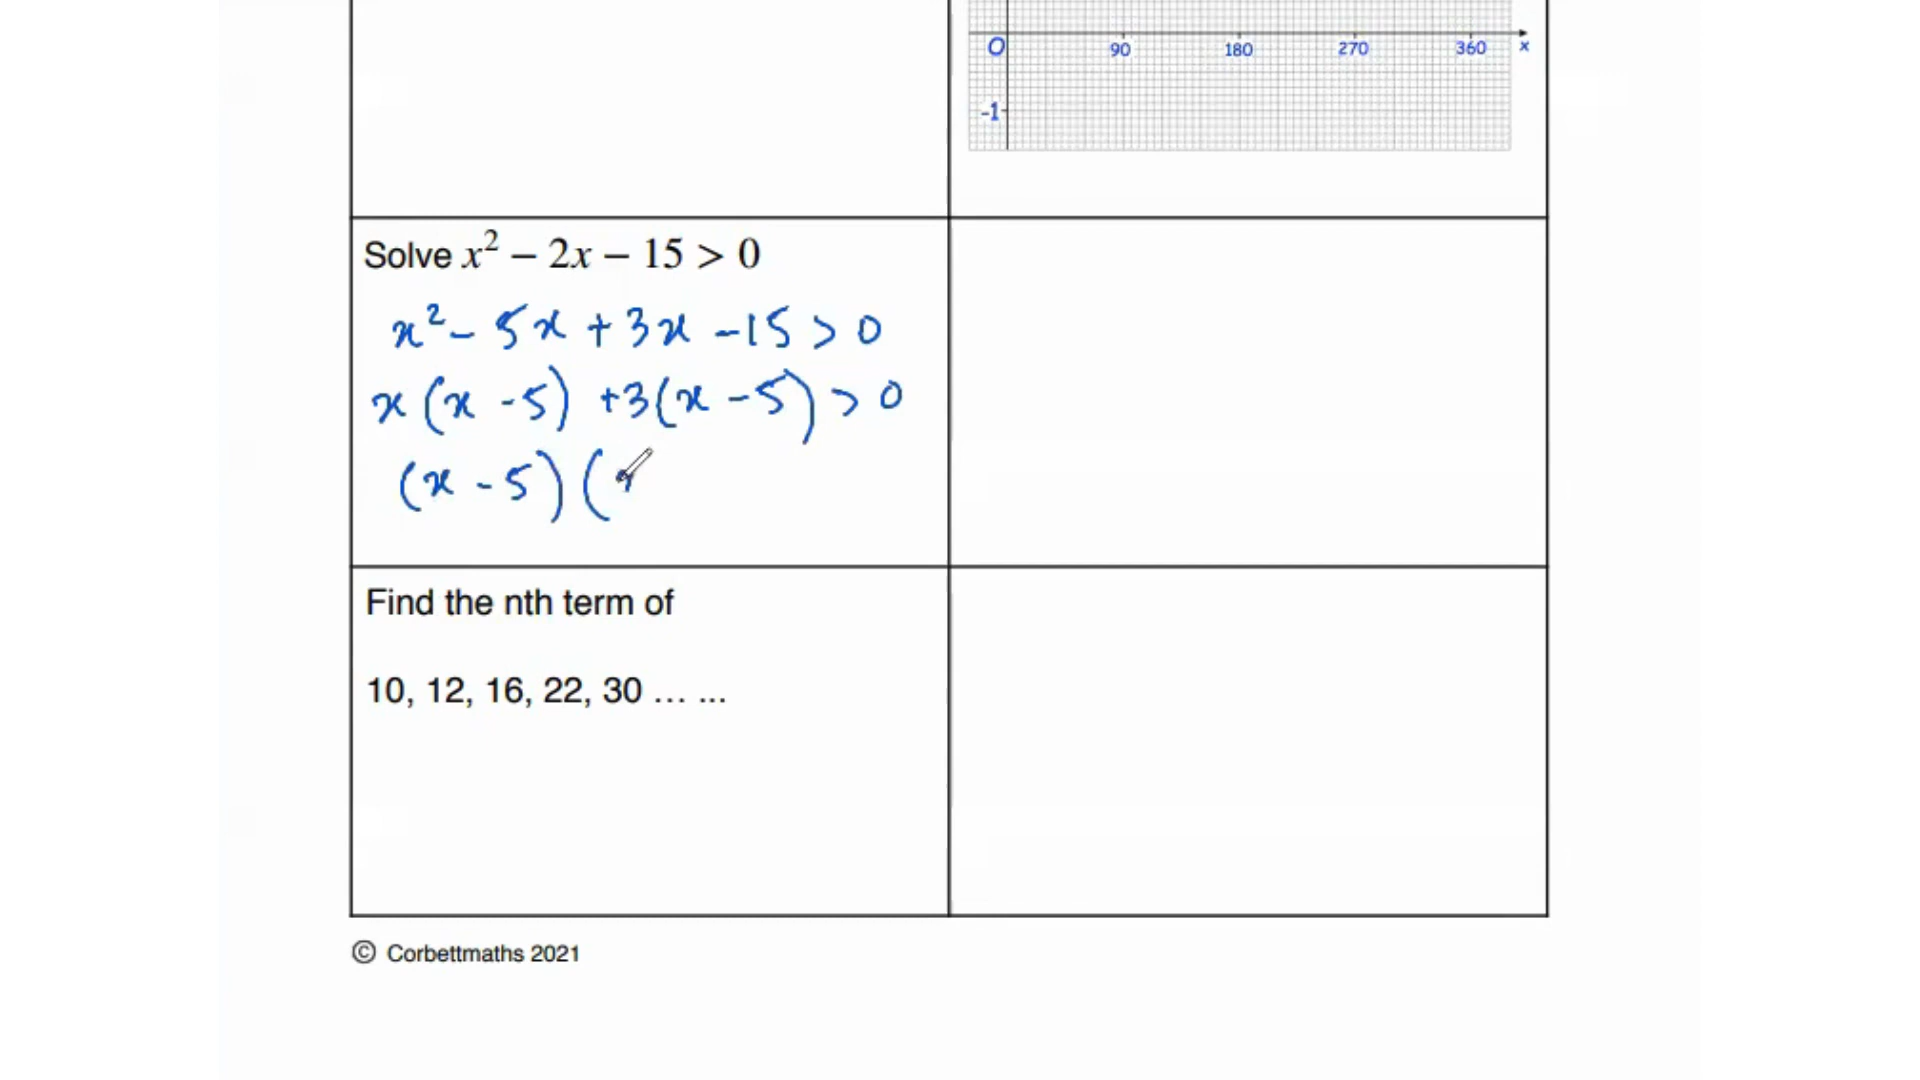 O 90 180 270 360 x
-1
Solve x² − 2x − 15 > 0
x² - 5x + 3x - 15 > 0
x(x - 5) + 3(x - 5) > 0
(x - 5)(
Find the nth term of
10, 12, 16, 22, 30 … ...
© Corbettmaths 2021